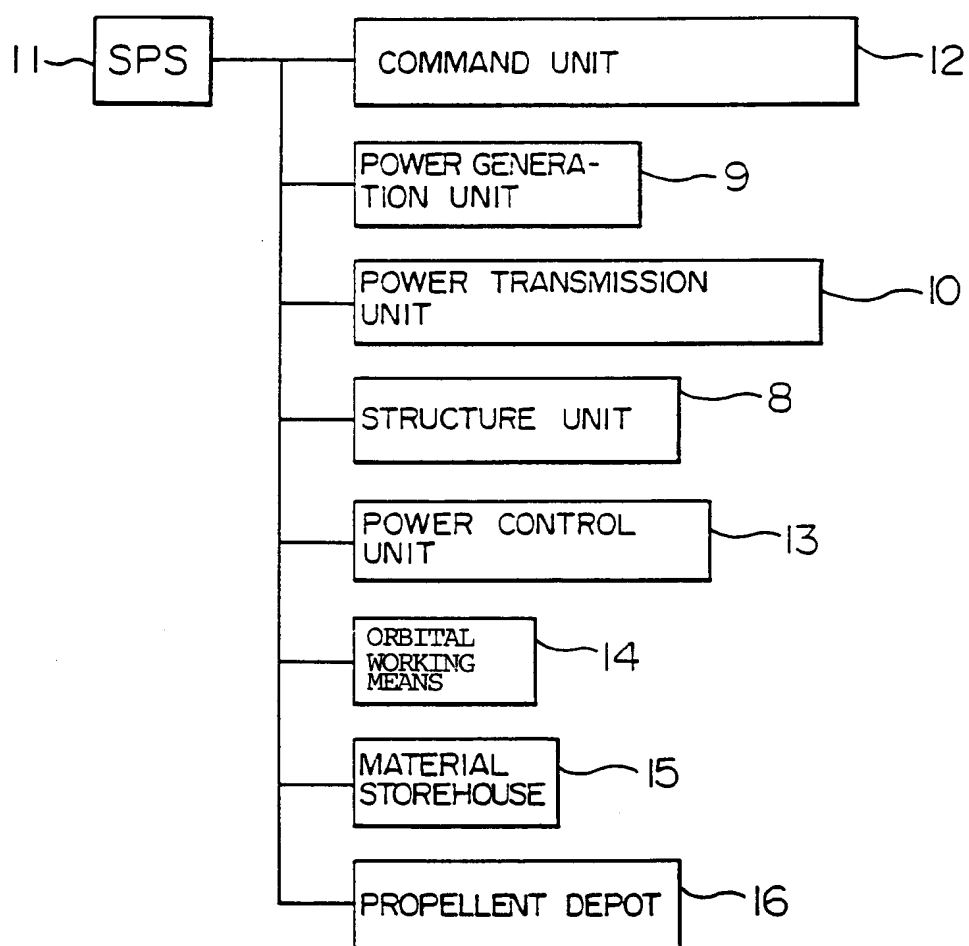 11 SPS COMMAND UNIT 12
POWER GENERA-
TION UNIT 9
POWER TRANSMISSION
UNIT 10
STRUCTURE UNIT 8
POWER CONTROL
UNIT 13
ORBITAL
WORKING
MEANS 14
MATERIAL
STOREHOUSE 15
PROPELLENT DEPOT 16